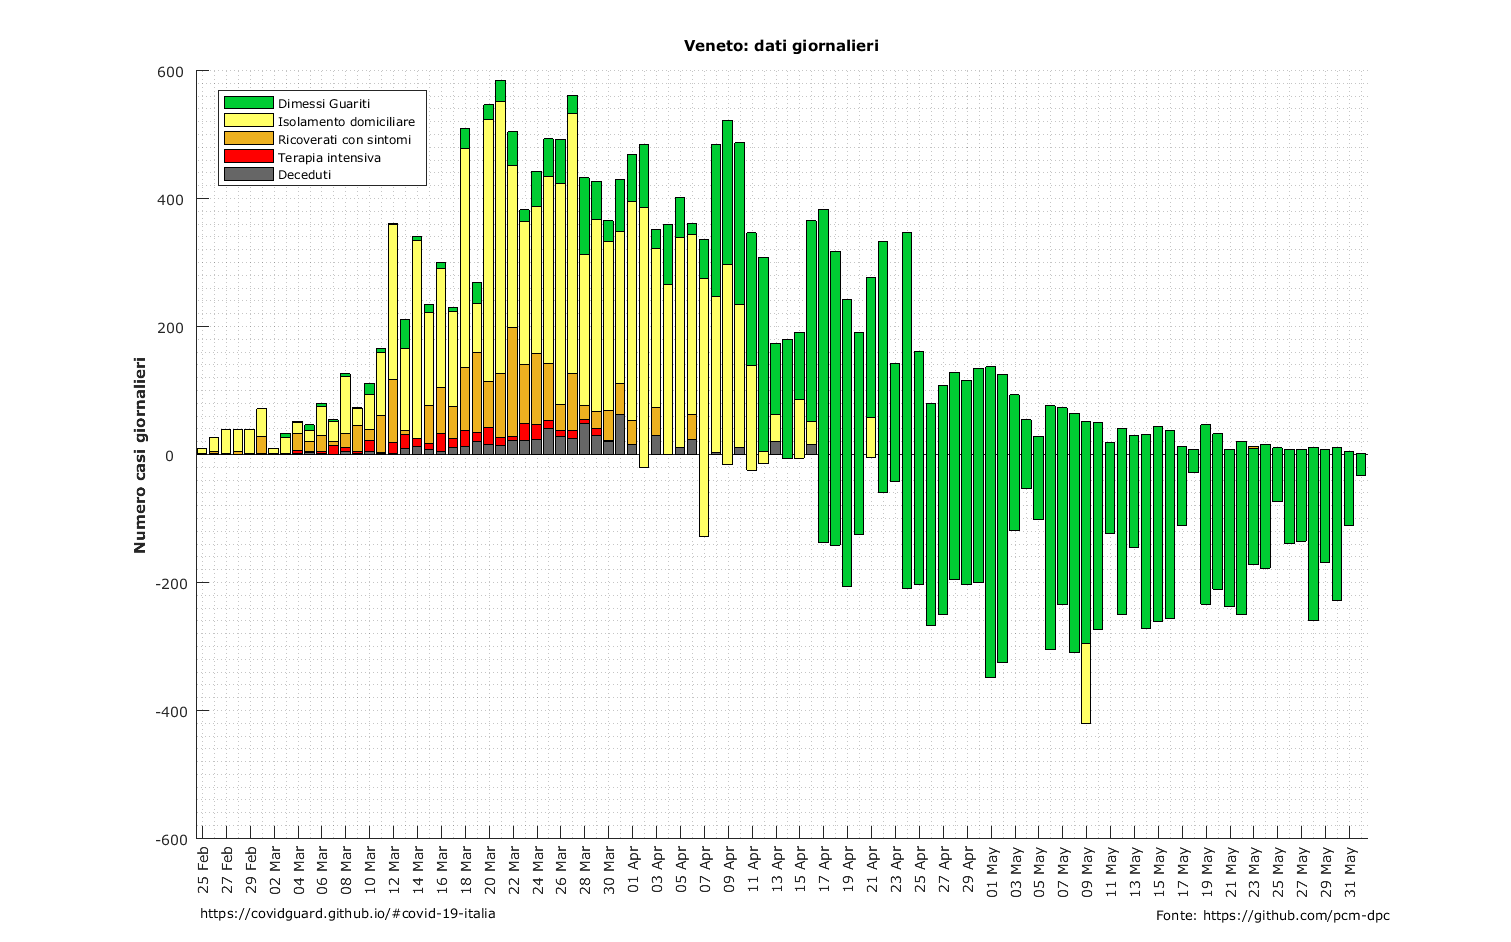 Veneto: dati giornalieri
600
400
200
0
-200
-400
-600
Numero casi giornalieri
Dimessi Guariti
Isolamento domiciliare
Ricoverati con sintomi
Terapia intensiva
Deceduti
25 Feb
27 Feb
29 Feb
02 Mar
04 Mar
06 Mar
08 Mar
10 Mar
12 Mar
14 Mar
16 Mar
18 Mar
20 Mar
22 Mar
24 Mar
26 Mar
28 Mar
30 Mar
01 Apr
03 Apr
05 Apr
07 Apr
09 Apr
11 Apr
13 Apr
15 Apr
17 Apr
19 Apr
21 Apr
23 Apr
25 Apr
27 Apr
29 Apr
01 May
03 May
05 May
07 May
09 May
11 May
13 May
15 May
17 May
19 May
21 May
23 May
25 May
27 May
29 May
31 May
https://covidguard.github.io/#covid-19-italia
Fonte: https://github.com/pcm-dpc